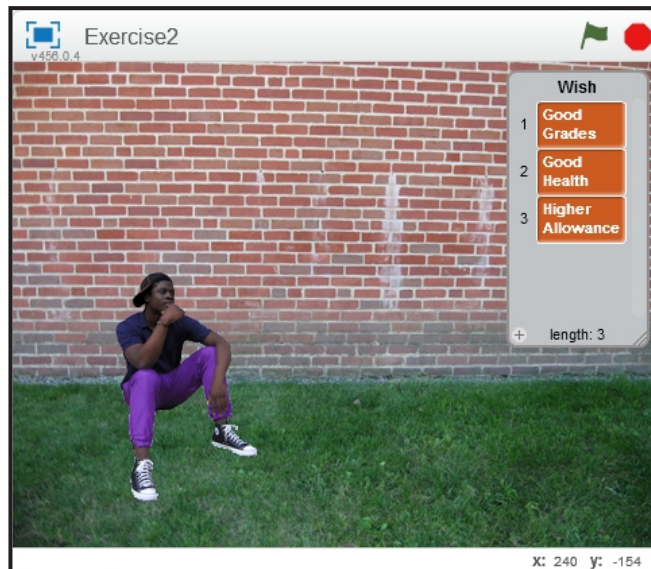 Exercise2
v456.0.4
Wish
1 Good
Grades
2 Good
Health
3 Higher
Allowance
+ length: 3
x: 240 y: -154